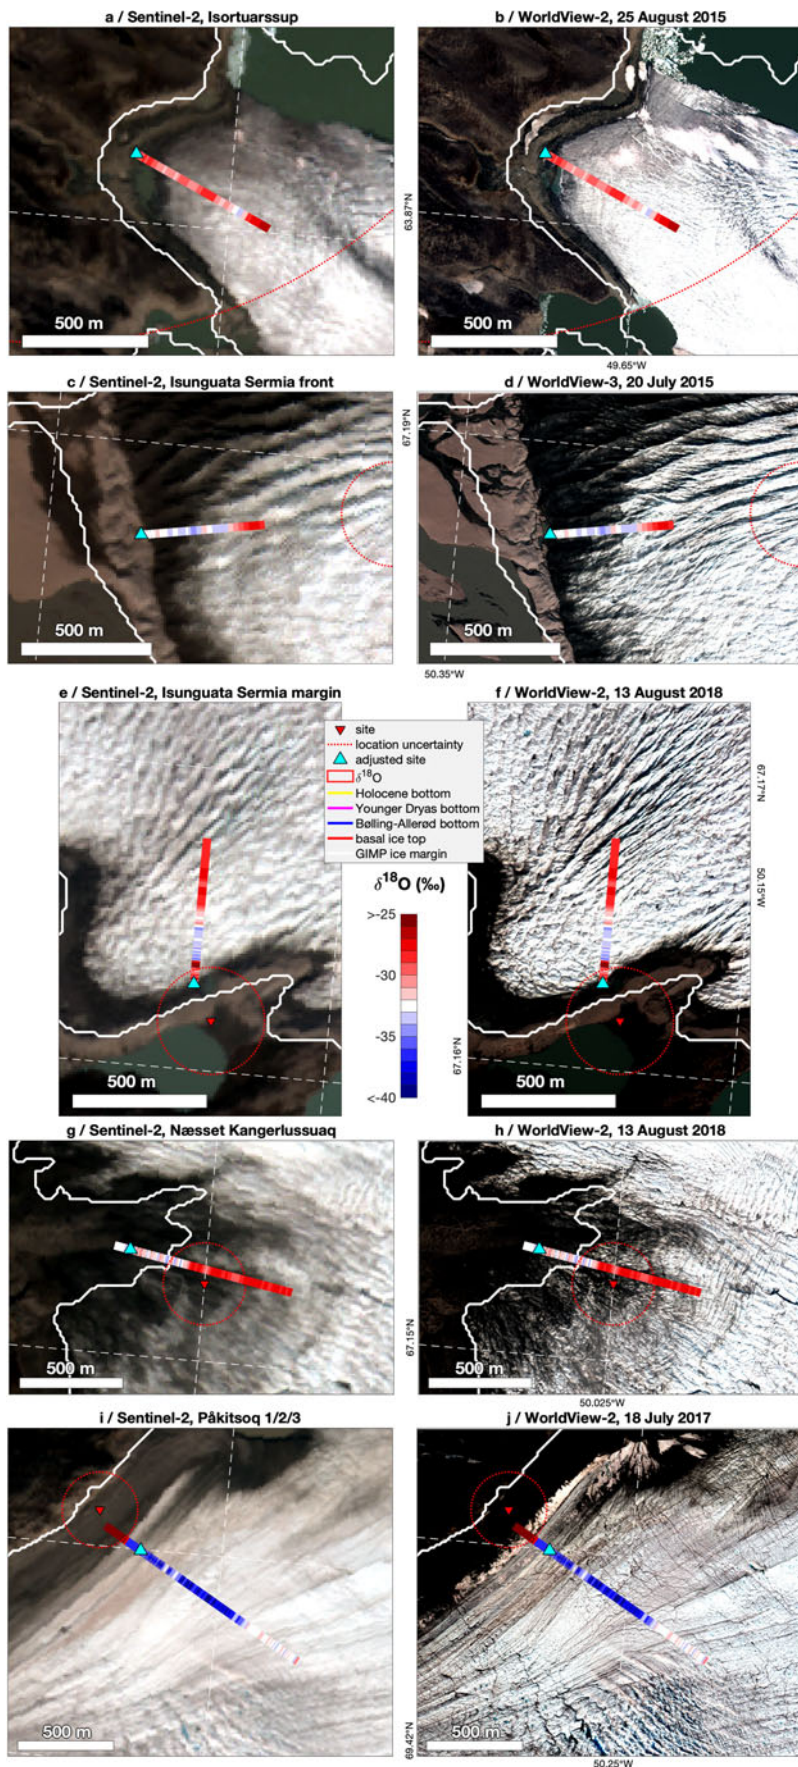 a / Sentinel-2, Isortuarssup
b / WorldView-2, 25 August 2015
63.87°N
500 m
500 m
49.65°W
c / Sentinel-2, Isunguata Sermia front
d / WorldView-3, 20 July 2015
67.19°N
500 m
500 m
50.35°W
e / Sentinel-2, Isunguata Sermia margin
f / WorldView-2, 13 August 2018
site
location uncertainty
adjusted site
δ18O
Holocene bottom
Younger Dryas bottom
Bølling-Allerød bottom
basal ice top
GIMP ice margin
67.17°N
50.15°W
δ18O (‰)
>-25
-30
-35
<-40
67.16°N
500 m
500 m
g / Sentinel-2, Næsset Kangerlussuaq
h / WorldView-2, 13 August 2018
67.15°N
500 m
500 m
50.025°W
i / Sentinel-2, Påkitsoq 1/2/3
j / WorldView-2, 18 July 2017
69.42°N
500 m
500 m
50.25°W